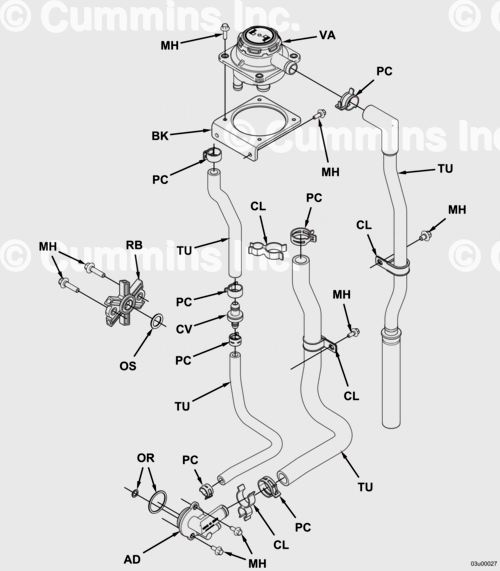 © Cummins Inc.
MH
VA
PC
BK
© Cummins Inc.
MH
PC
TU
CL
PC
MH
CL
TU
© Cummins Inc.
MH
RB
PC
CV
MH
OS
PC
CL
TU
© Cummins Inc.
OR
PC
TU
PC
CL
AD
MH
03u00027